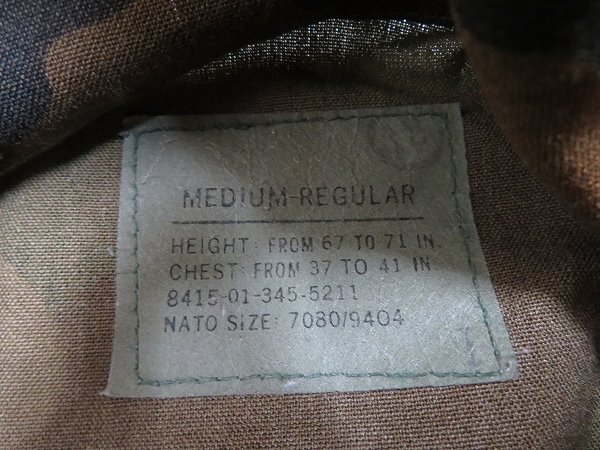 MEDIUM-REGULAR
HEIGHT: FROM 67 TO 71 IN.
CHEST: FROM 37 TO 41 IN.
8415-01-345-5211
NATO SIZE: 7080/9404